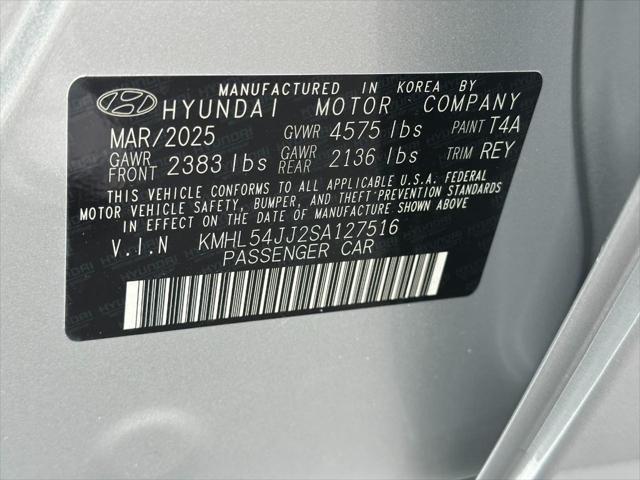 MANUFACTURED IN KOREA BY
HYUNDAI MOTOR COMPANY
MAR/2025 GVWR 4575 lbs PAINT T4A
GAWR FRONT 2383 lbs GAWR REAR 2136 lbs TRIM REY
THIS VEHICLE CONFORMS TO ALL APPLICABLE U.S.A. FEDERAL
MOTOR VEHICLE SAFETY, BUMPER, AND THEFT PREVENTION STANDARDS
IN EFFECT ON THE DATE OF MANUFACTURE SHOWN ABOVE
V.I.N KMHL54JJ2SA127516
PASSENGER CAR